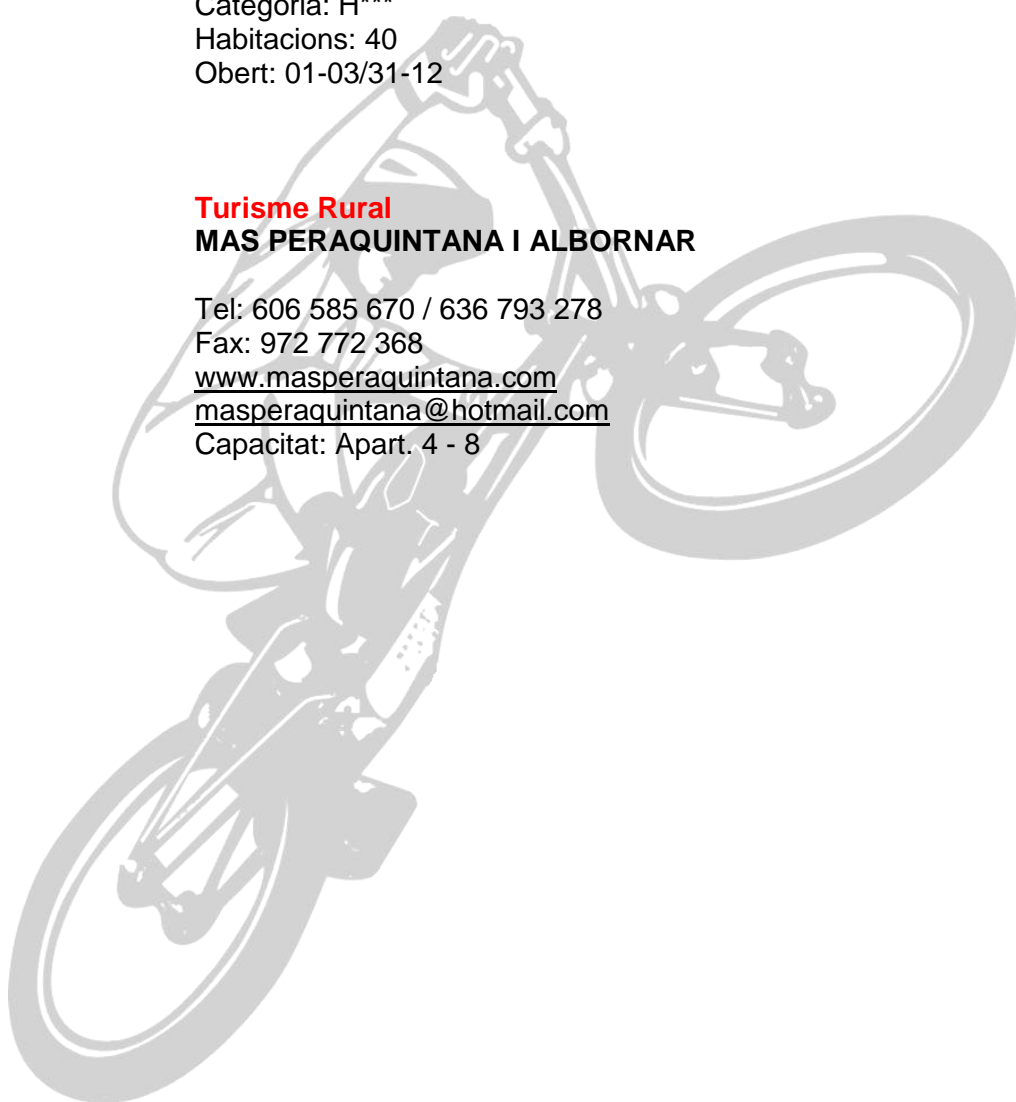 Categoria: H***
Habitacions: 40
Obert: 01-03/31-12
Turisme Rural
MAS PERAQUINTANA I ALBORNAR
Tel: 606 585 670 / 636 793 278
Fax: 972 772 368
www.masperaquintana.com
masperaquintana@hotmail.com
Capacitat: Apart. 4 - 8